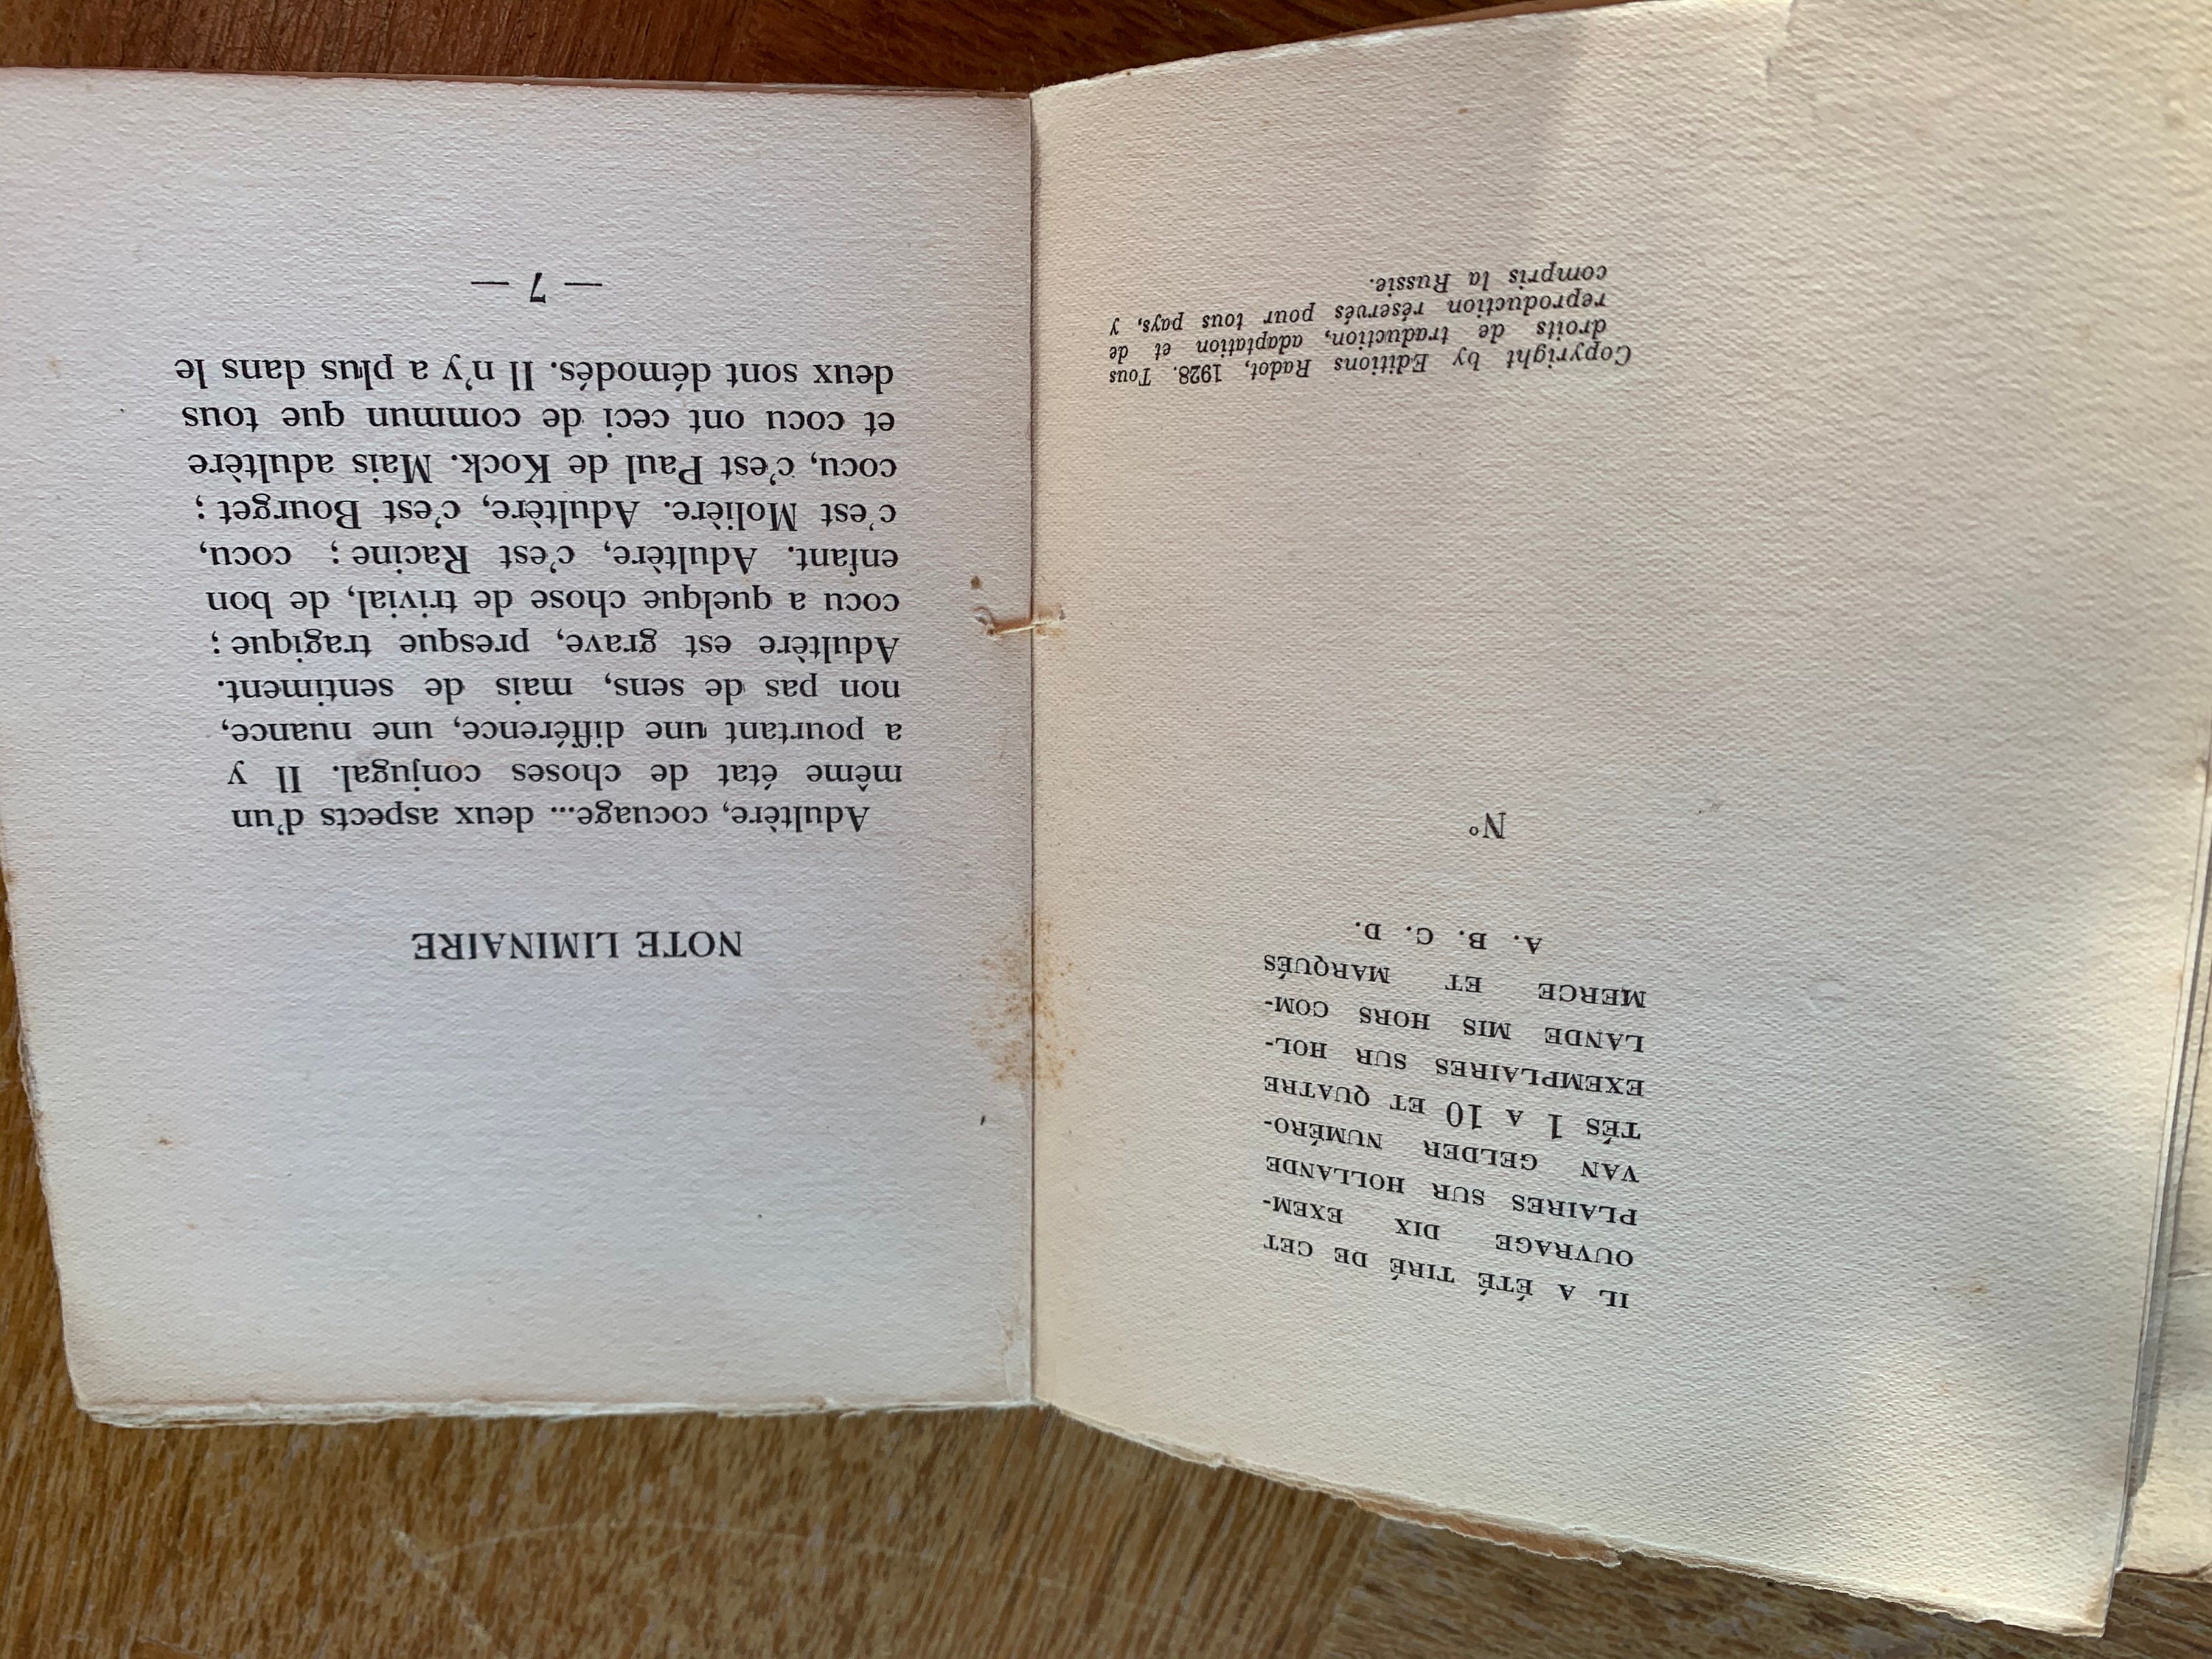 IL A ÉTÉ TIRÉ DE CET
OUVRAGE DIX EXEM-
PLAIRES SUR HOLLANDE
VAN GELDER NUMÉRO-
TÉS 1 A 10 ET QUATRE
EXEMPLAIRES SUR HOL-
LANDE MIS HORS COM-
MERCE ET MARQUÉS
A. B. C. D.
N°
Copyright by Editions Radot, 1928. Tous
droits de traduction, adaptation et de
reproduction réservés pour tous pays, y
compris la Russie.
NOTE LIMINAIRE
Adultère, cocuage... deux aspects d'un
même état de choses conjugal. Il y
a pourtant une différence, une nuance,
non pas de sens, mais de sentiment.
Adultère est grave, presque tragique ;
cocu a quelque chose de trivial, de bon
enfant. Adultère, c'est Racine ; cocu,
c'est Molière. Adultère, c'est Bourget ;
cocu, c'est Paul de Kock. Mais adultère
et cocu ont ceci de commun que tous
deux sont démodés. Il n'y a plus dans le
— 7 —